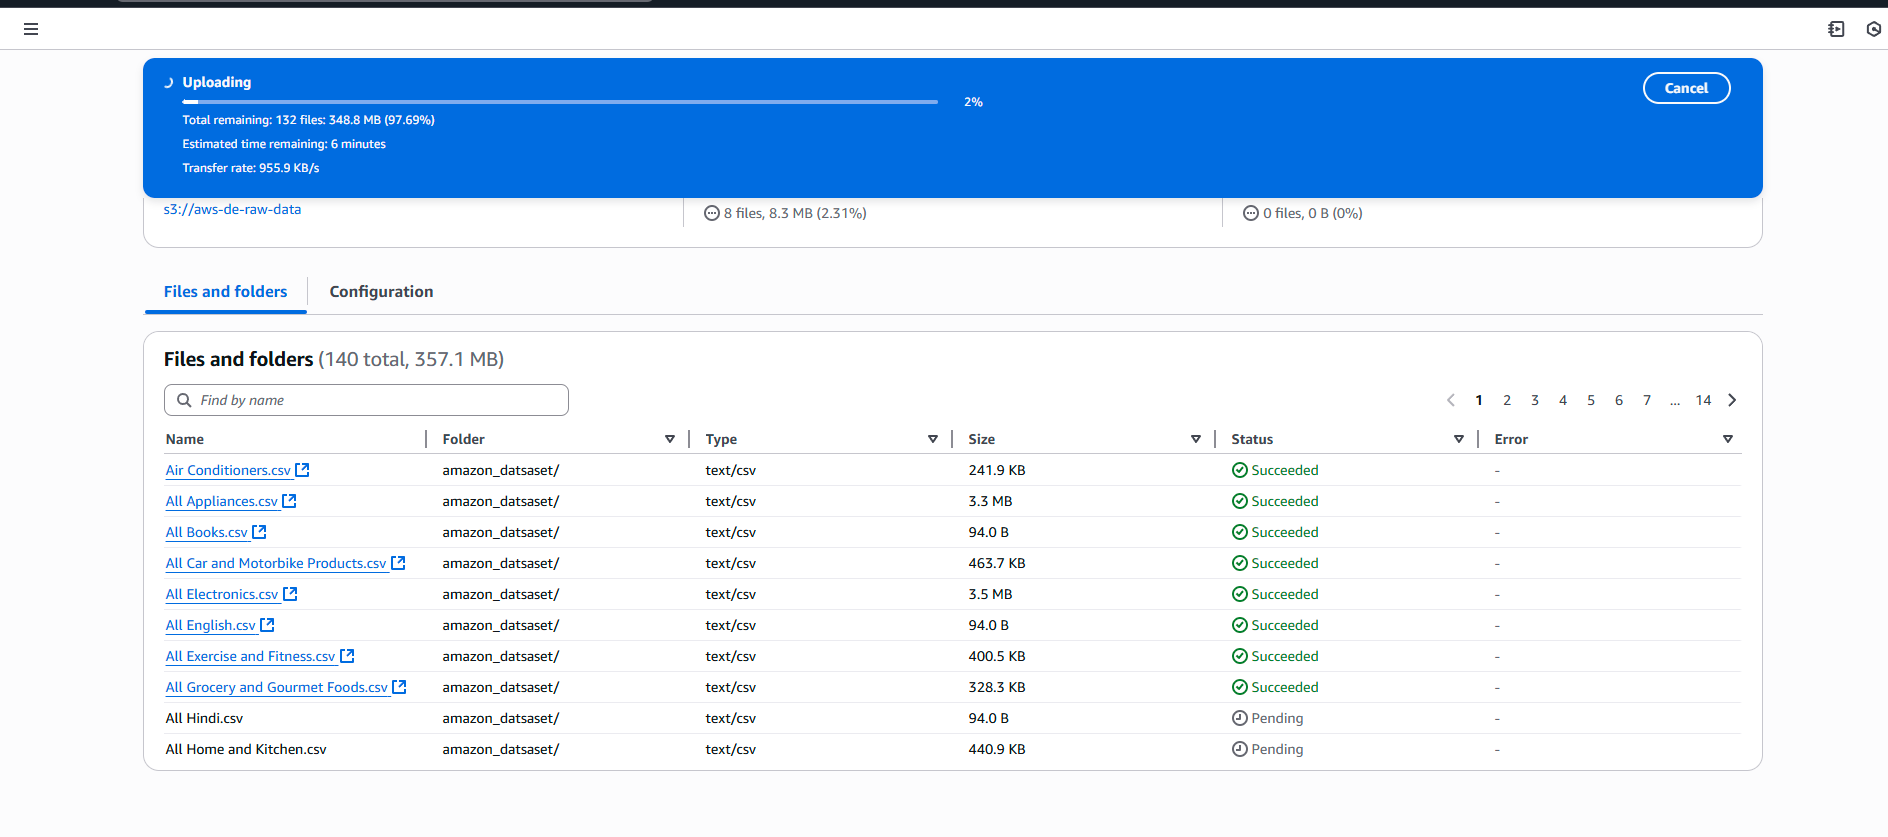 Uploading
Cancel
2%
Total remaining: 132 files: 348.8 MB (97.69%)
Estimated time remaining: 6 minutes
Transfer rate: 955.9 KB/s
s3://aws-de-raw-data 8 files, 8.3 MB (2.31%) 0 files, 0 B (0%)
Files and folders Configuration
Files and folders (140 total, 357.1 MB)
Find by name 1 2 3 4 5 6 7 ... 14
Name Folder Type Size Status Error
Air Conditioners.csv amazon_datsaset/ text/csv 241.9 KB Succeeded -
All Appliances.csv amazon_datsaset/ text/csv 3.3 MB Succeeded -
All Books.csv amazon_datsaset/ text/csv 94.0 B Succeeded -
All Car and Motorbike Products.csv amazon_datsaset/ text/csv 463.7 KB Succeeded -
All Electronics.csv amazon_datsaset/ text/csv 3.5 MB Succeeded -
All English.csv amazon_datsaset/ text/csv 94.0 B Succeeded -
All Exercise and Fitness.csv amazon_datsaset/ text/csv 400.5 KB Succeeded -
All Grocery and Gourmet Foods.csv amazon_datsaset/ text/csv 328.3 KB Succeeded -
All Hindi.csv amazon_datsaset/ text/csv 94.0 B Pending -
All Home and Kitchen.csv amazon_datsaset/ text/csv 440.9 KB Pending -